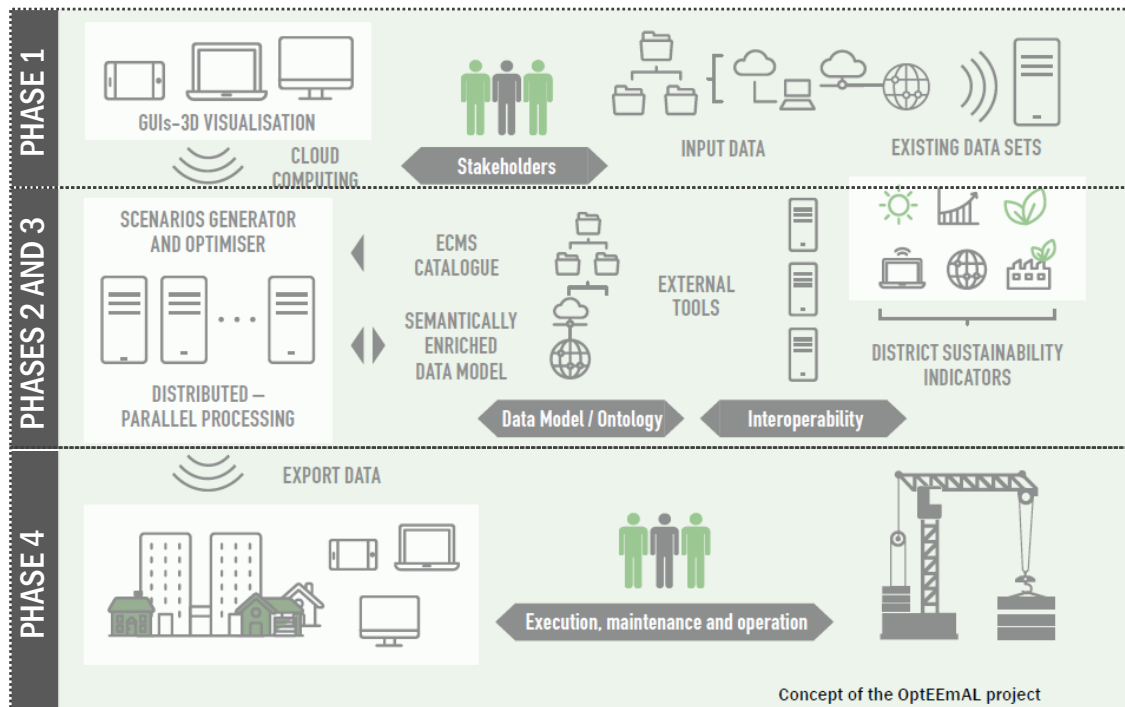 PHASE 1
GUIs-3D VISUALISATION
CLOUD
COMPUTING
Stakeholders
INPUT DATA
EXISTING DATA SETS
PHASES 2 AND 3
SCENARIOS GENERATOR
AND OPTIMISER
DISTRIBUTED –
PARALLEL PROCESSING
ECMS
CATALOGUE
SEMANTICALLY
ENRICHED
DATA MODEL
EXTERNAL
TOOLS
DISTRICT SUSTAINABILITY
INDICATORS
Data Model / Ontology
Interoperability
PHASE 4
EXPORT DATA
Execution, maintenance and operation
Concept of the OptEEmAL project